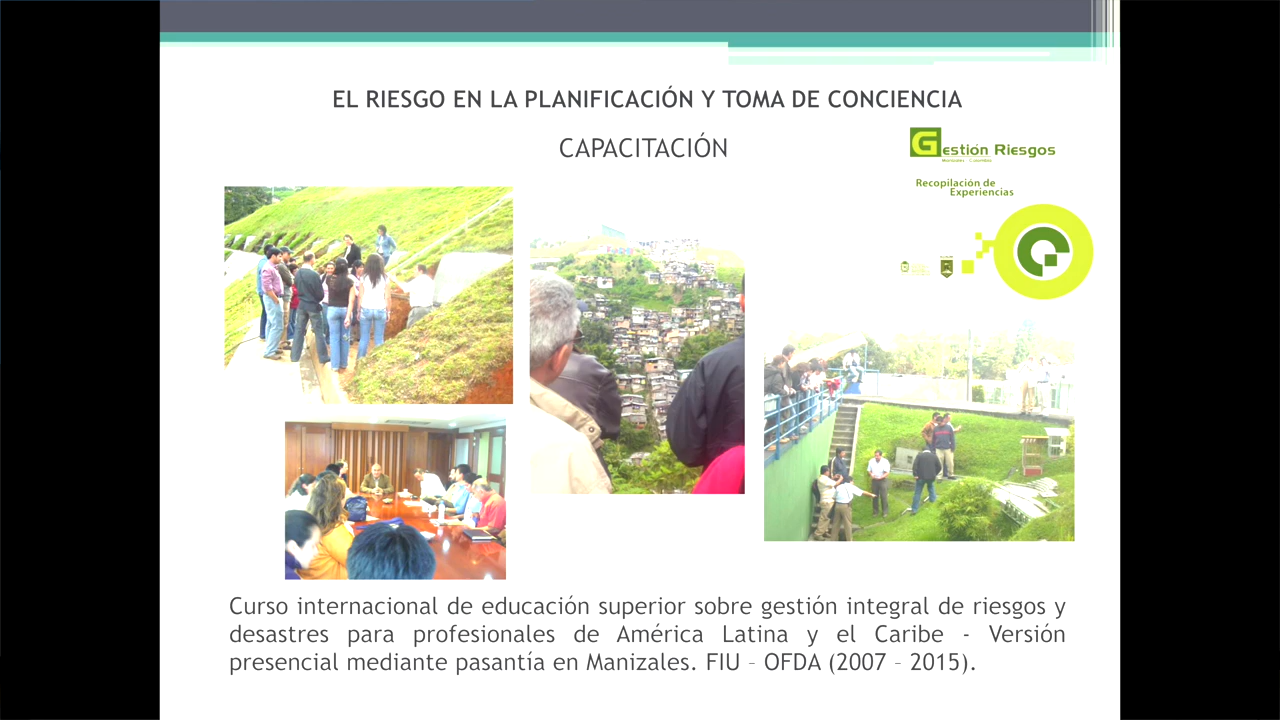 EL RIESGO EN LA PLANIFICACIÓN Y TOMA DE CONCIENCIA
CAPACITACIÓN
Gestión Riesgos
Manizales - Colombia
Recopilación de
Experiencias
Curso internacional de educación superior sobre gestión integral de riesgos y
desastres para profesionales de América Latina y el Caribe - Versión
presencial mediante pasantía en Manizales. FIU – OFDA (2007 – 2015).